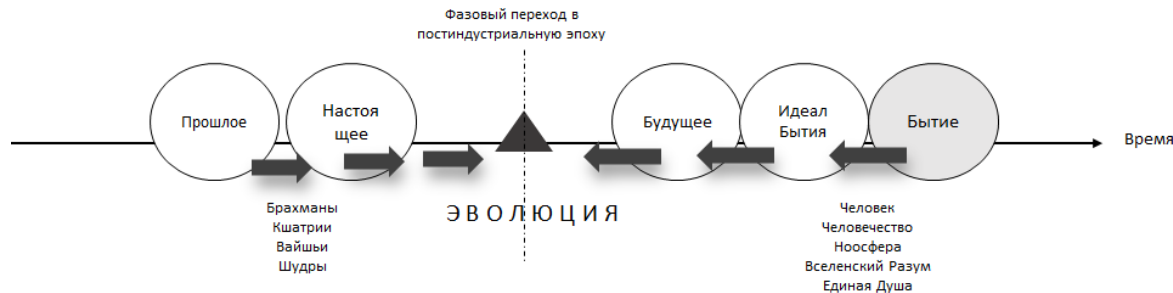 Фазовый переход в
постиндустриальную эпоху
Прошлое
Настоя
щее
Будущее
Идеал
Бытия
Бытие
Время
ЭВОЛЮЦИЯ
Брахманы
Кшатрии
Вайшьи
Шудры
Человек
Человечество
Ноосфера
Вселенский Разум
Единая Душа